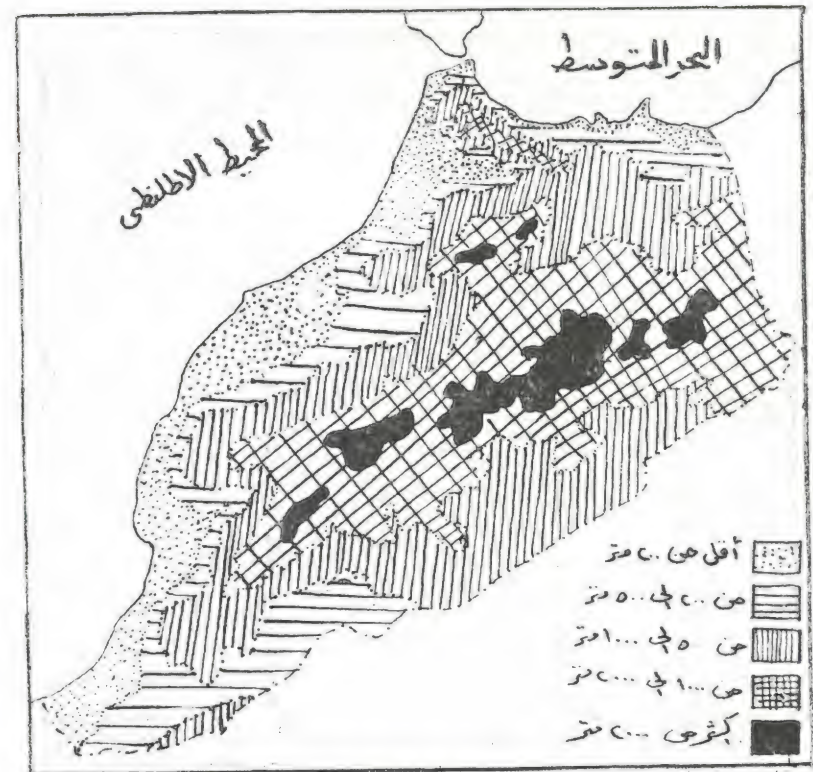 البحر المتوسط
المحيط الاطلنطى
أقل من ٢٠٠ متر
من ٢٠٠ إلى ٥٠٠ متر
من ٥٠٠ إلى ١٠٠٠ متر
من ١٠٠٠ إلى ٢٠٠٠ متر
أكثر من ٢٠٠٠ متر